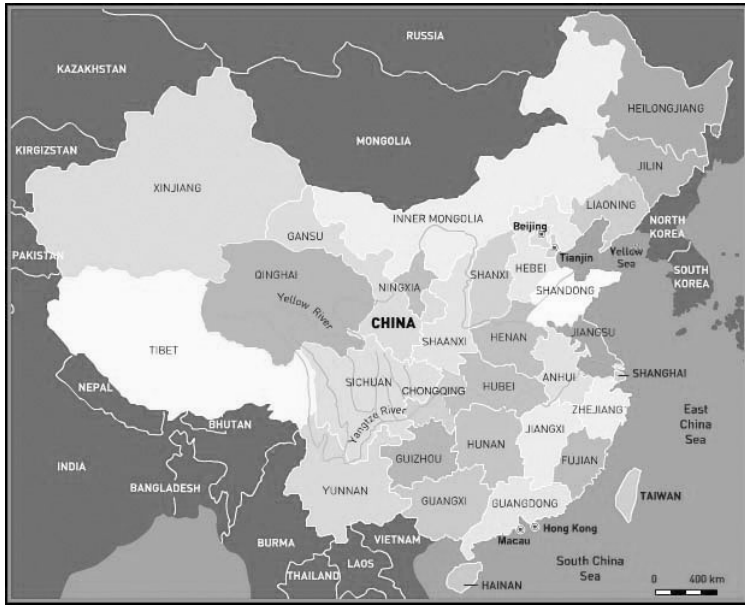 RUSSIA
KAZAKHSTAN
HEILONGJIANG
MONGOLIA
KIRGIZSTAN
JILIN
XINJIANG
LIAONING
INNER MONGOLIA
NORTH
KOREA
Beijing
GANSU
Tianjin
Yellow
Sea
PAKISTAN
QINGHAI
SHANXI
HEBEI
SOUTH
KOREA
NINGXIA
SHANDONG
Yellow River
CHINA
HENAN
JIANGSU
SHAANXI
TIBET
SHANGHAI
SICHUAN
ANHUI
NEPAL
CHONGQING
HUBEI
ZHEJIANG
East
China
Sea
BHUTAN
Yangtze River
JIANGXI
HUNAN
GUIZHOU
FUJIAN
INDIA
BANGLADESH
YUNNAN
TAIWAN
GUANGXI
GUANGDONG
Hong Kong
VIETNAM
Macau
BURMA
LAOS
South China
Sea
THAILAND
HAINAN
0 400 km